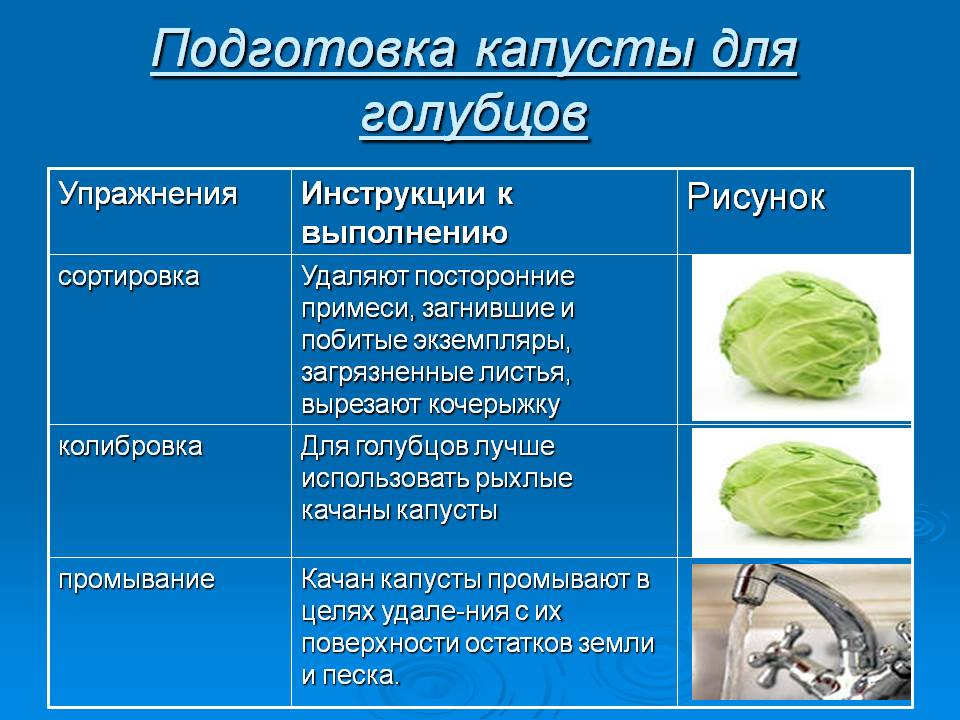 Подготовка капусты для
голубцов
Упражнения
Инструкции к
выполнению
Рисунок
сортировка
Удаляют посторонние
примеси, загнившие и
побитые экземпляры,
загрязненные листья,
вырезают кочерыжку
колибровка
Для голубцов лучше
использовать рыхлые
качаны капусты
промывание
Качан капусты промывают в
целях удале-ния с их
поверхности остатков земли
и песка.